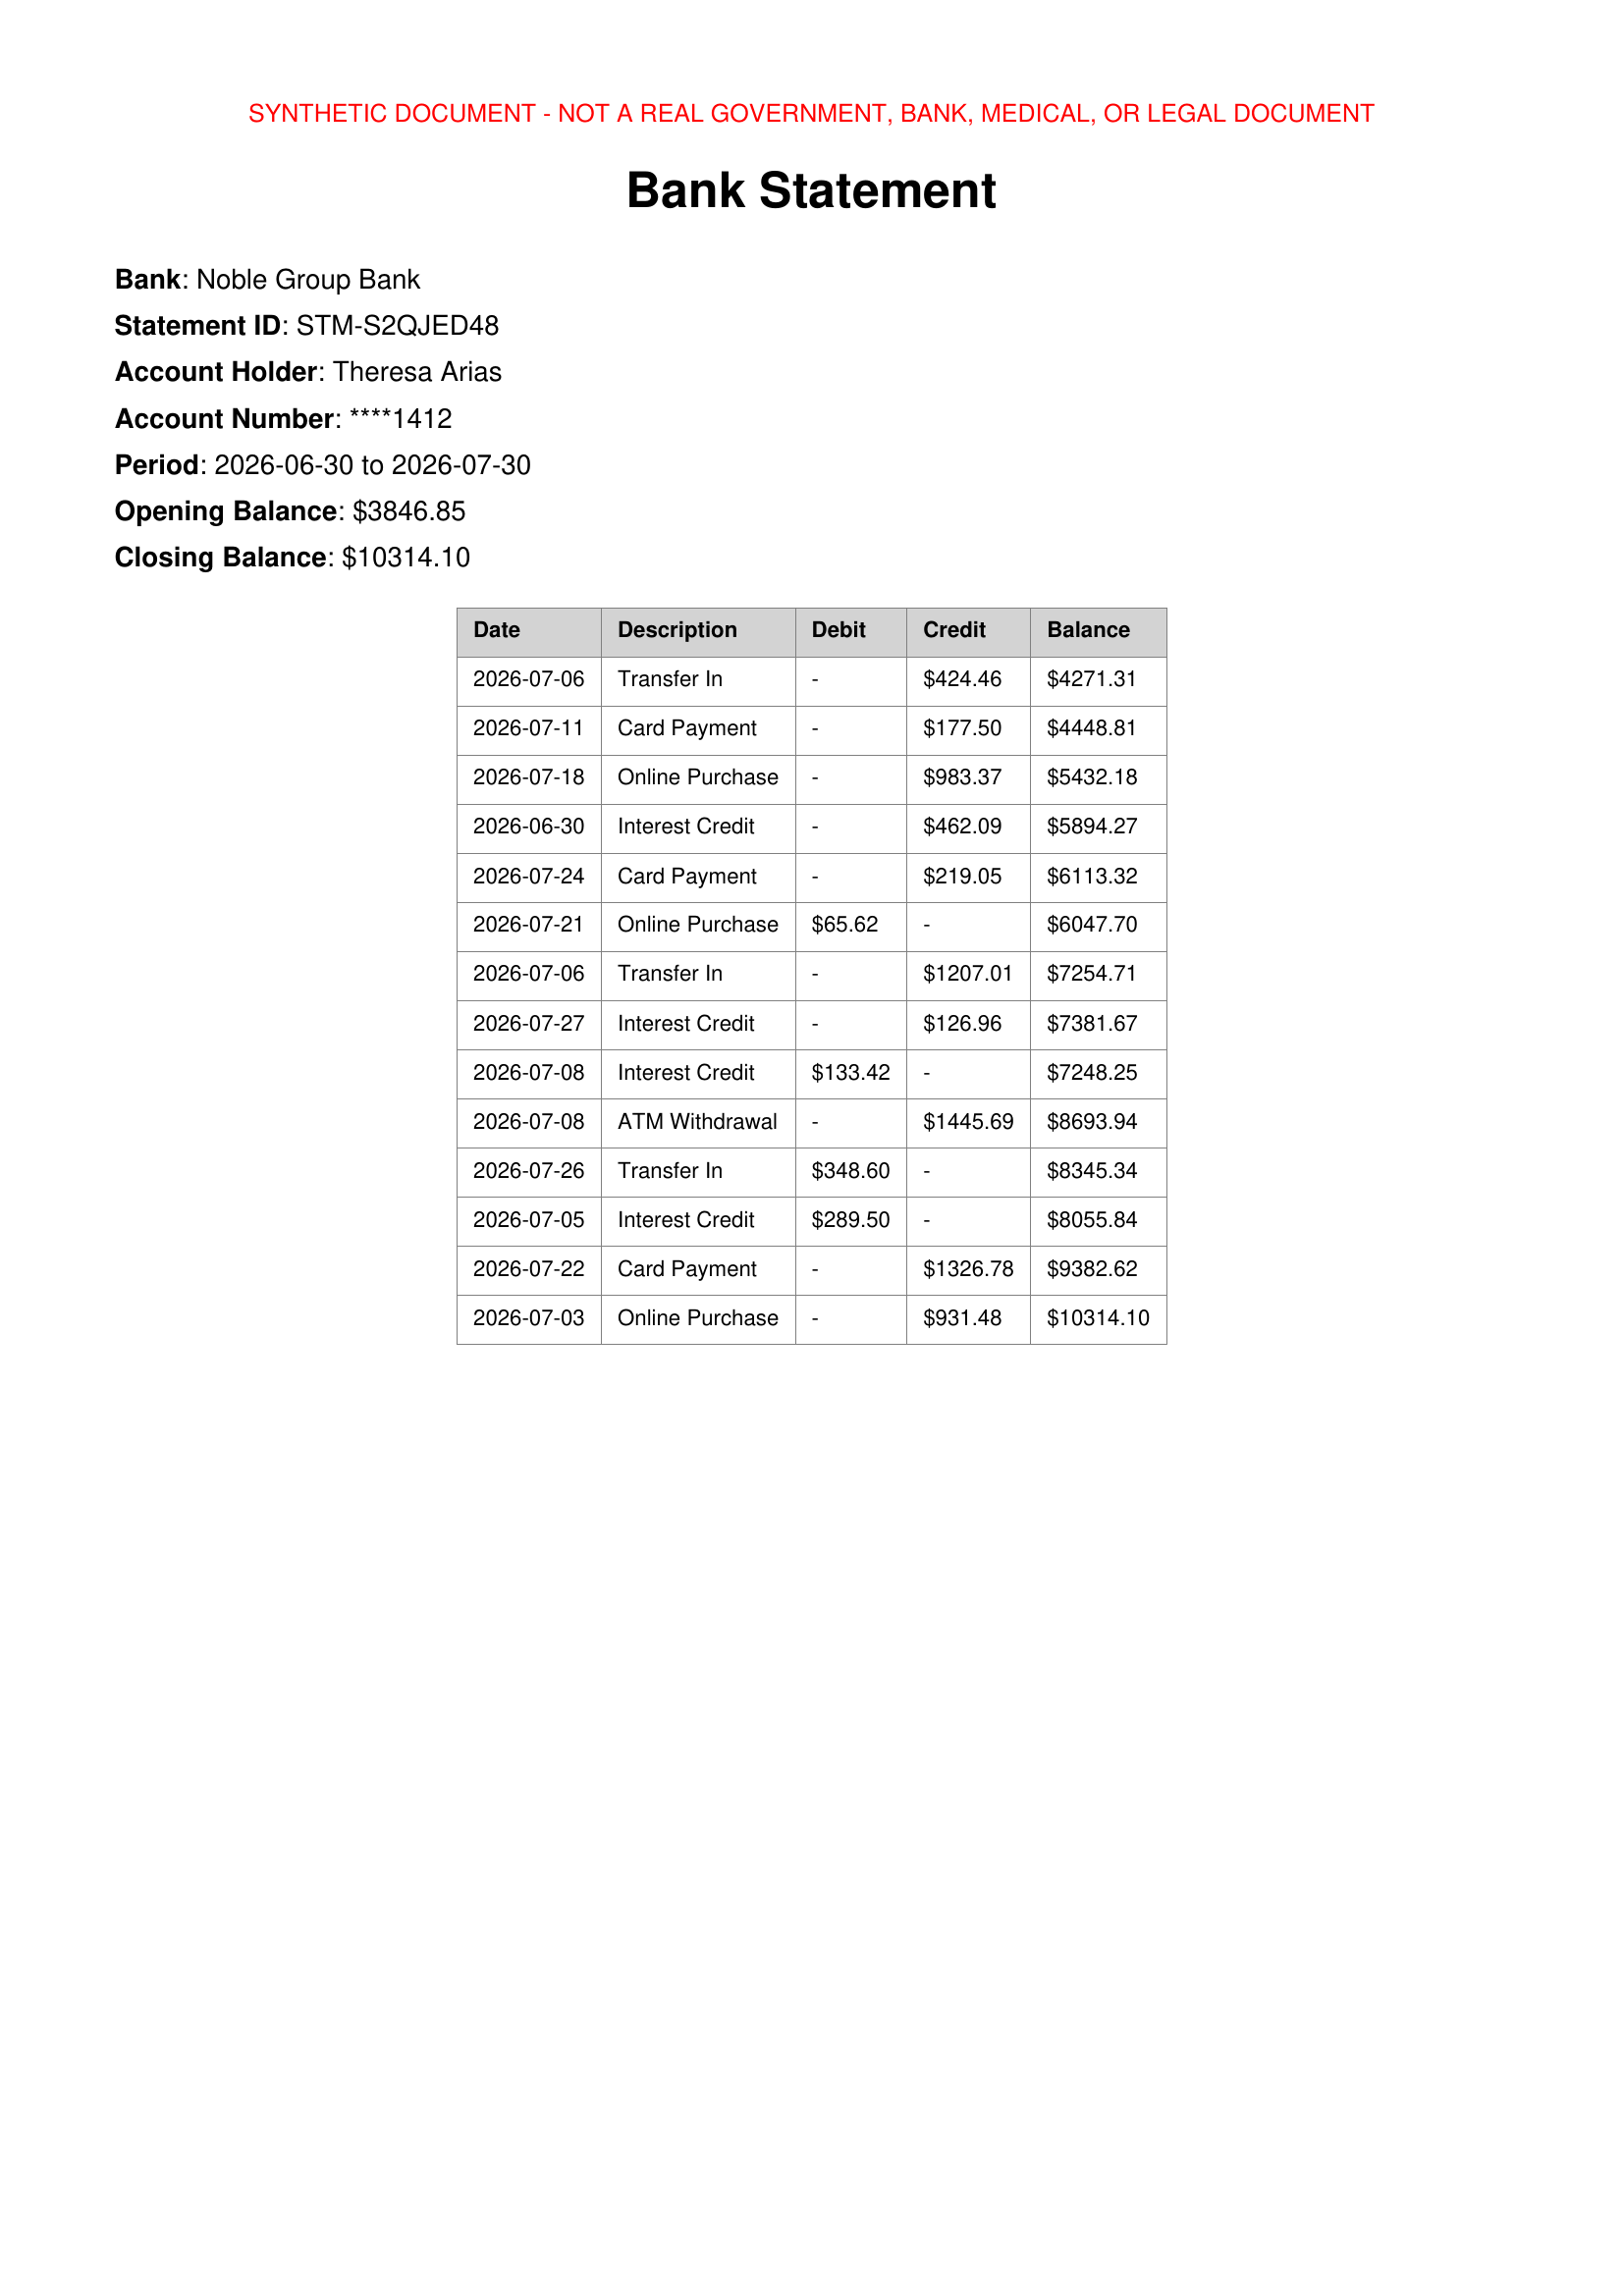 SYNTHETIC DOCUMENT - NOT A REAL GOVERNMENT, BANK, MEDICAL, OR LEGAL DOCUMENT
Bank Statement
Bank: Noble Group Bank
Statement ID: STM-S2QJED48
Account Holder: Theresa Arias
Account Number: ****1412
Period: 2026-06-30 to 2026-07-30
Opening Balance: $3846.85
Closing Balance: $10314.10
Date Description Debit Credit Balance
2026-07-06 Transfer In - $424.46 $4271.31
2026-07-11 Card Payment - $177.50 $4448.81
2026-07-18 Online Purchase - $983.37 $5432.18
2026-06-30 Interest Credit - $462.09 $5894.27
2026-07-24 Card Payment - $219.05 $6113.32
2026-07-21 Online Purchase $65.62 - $6047.70
2026-07-06 Transfer In - $1207.01 $7254.71
2026-07-27 Interest Credit - $126.96 $7381.67
2026-07-08 Interest Credit $133.42 - $7248.25
2026-07-08 ATM Withdrawal - $1445.69 $8693.94
2026-07-26 Transfer In $348.60 - $8345.34
2026-07-05 Interest Credit $289.50 - $8055.84
2026-07-22 Card Payment - $1326.78 $9382.62
2026-07-03 Online Purchase - $931.48 $10314.10